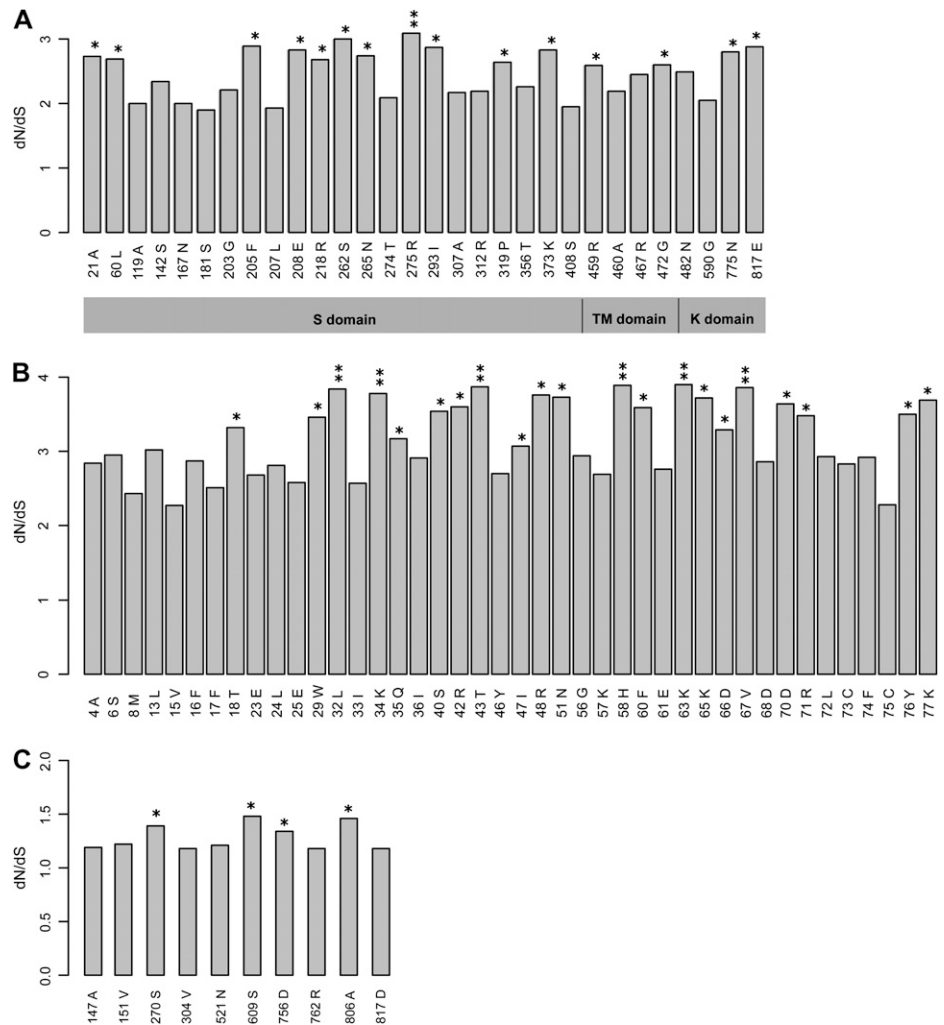 A
dN/dS
3
2
1
0
* * * * * * * ** * * * * * * *
21 A 60 L 119 A 142 S 167 N 181 S 203 G 205 F 207 L 208 E 218 R 262 S 265 N 274 T 275 R 293 I 307 A 312 R 319 P 356 T 373 K 408 S 459 R 460 A 467 R 472 G 482 N 590 G 775 N 817 E
S domain TM domain K domain
B
dN/dS
4
3
2
1
0
* * ** ** * * * ** * * * ** * ** * * ** * * * *
4 A 6 S 8 M 13 L 15 V 16 F 17 F 18 T 23 E 24 L 25 E 29 W 32 L 33 I 34 K 35 Q 36 I 40 S 42 R 43 T 46 Y 47 I 48 R 51 N 56 G 57 K 58 H 60 F 61 E 63 K 65 K 66 D 67 V 68 D 70 D 71 R 72 L 73 C 74 F 75 C 76 Y 77 K
C
dN/dS
2.0
1.5
1.0
0.5
0.0
* * * *
147 A 151 V 270 S 304 V 521 N 609 S 756 D 762 R 806 A 817 D